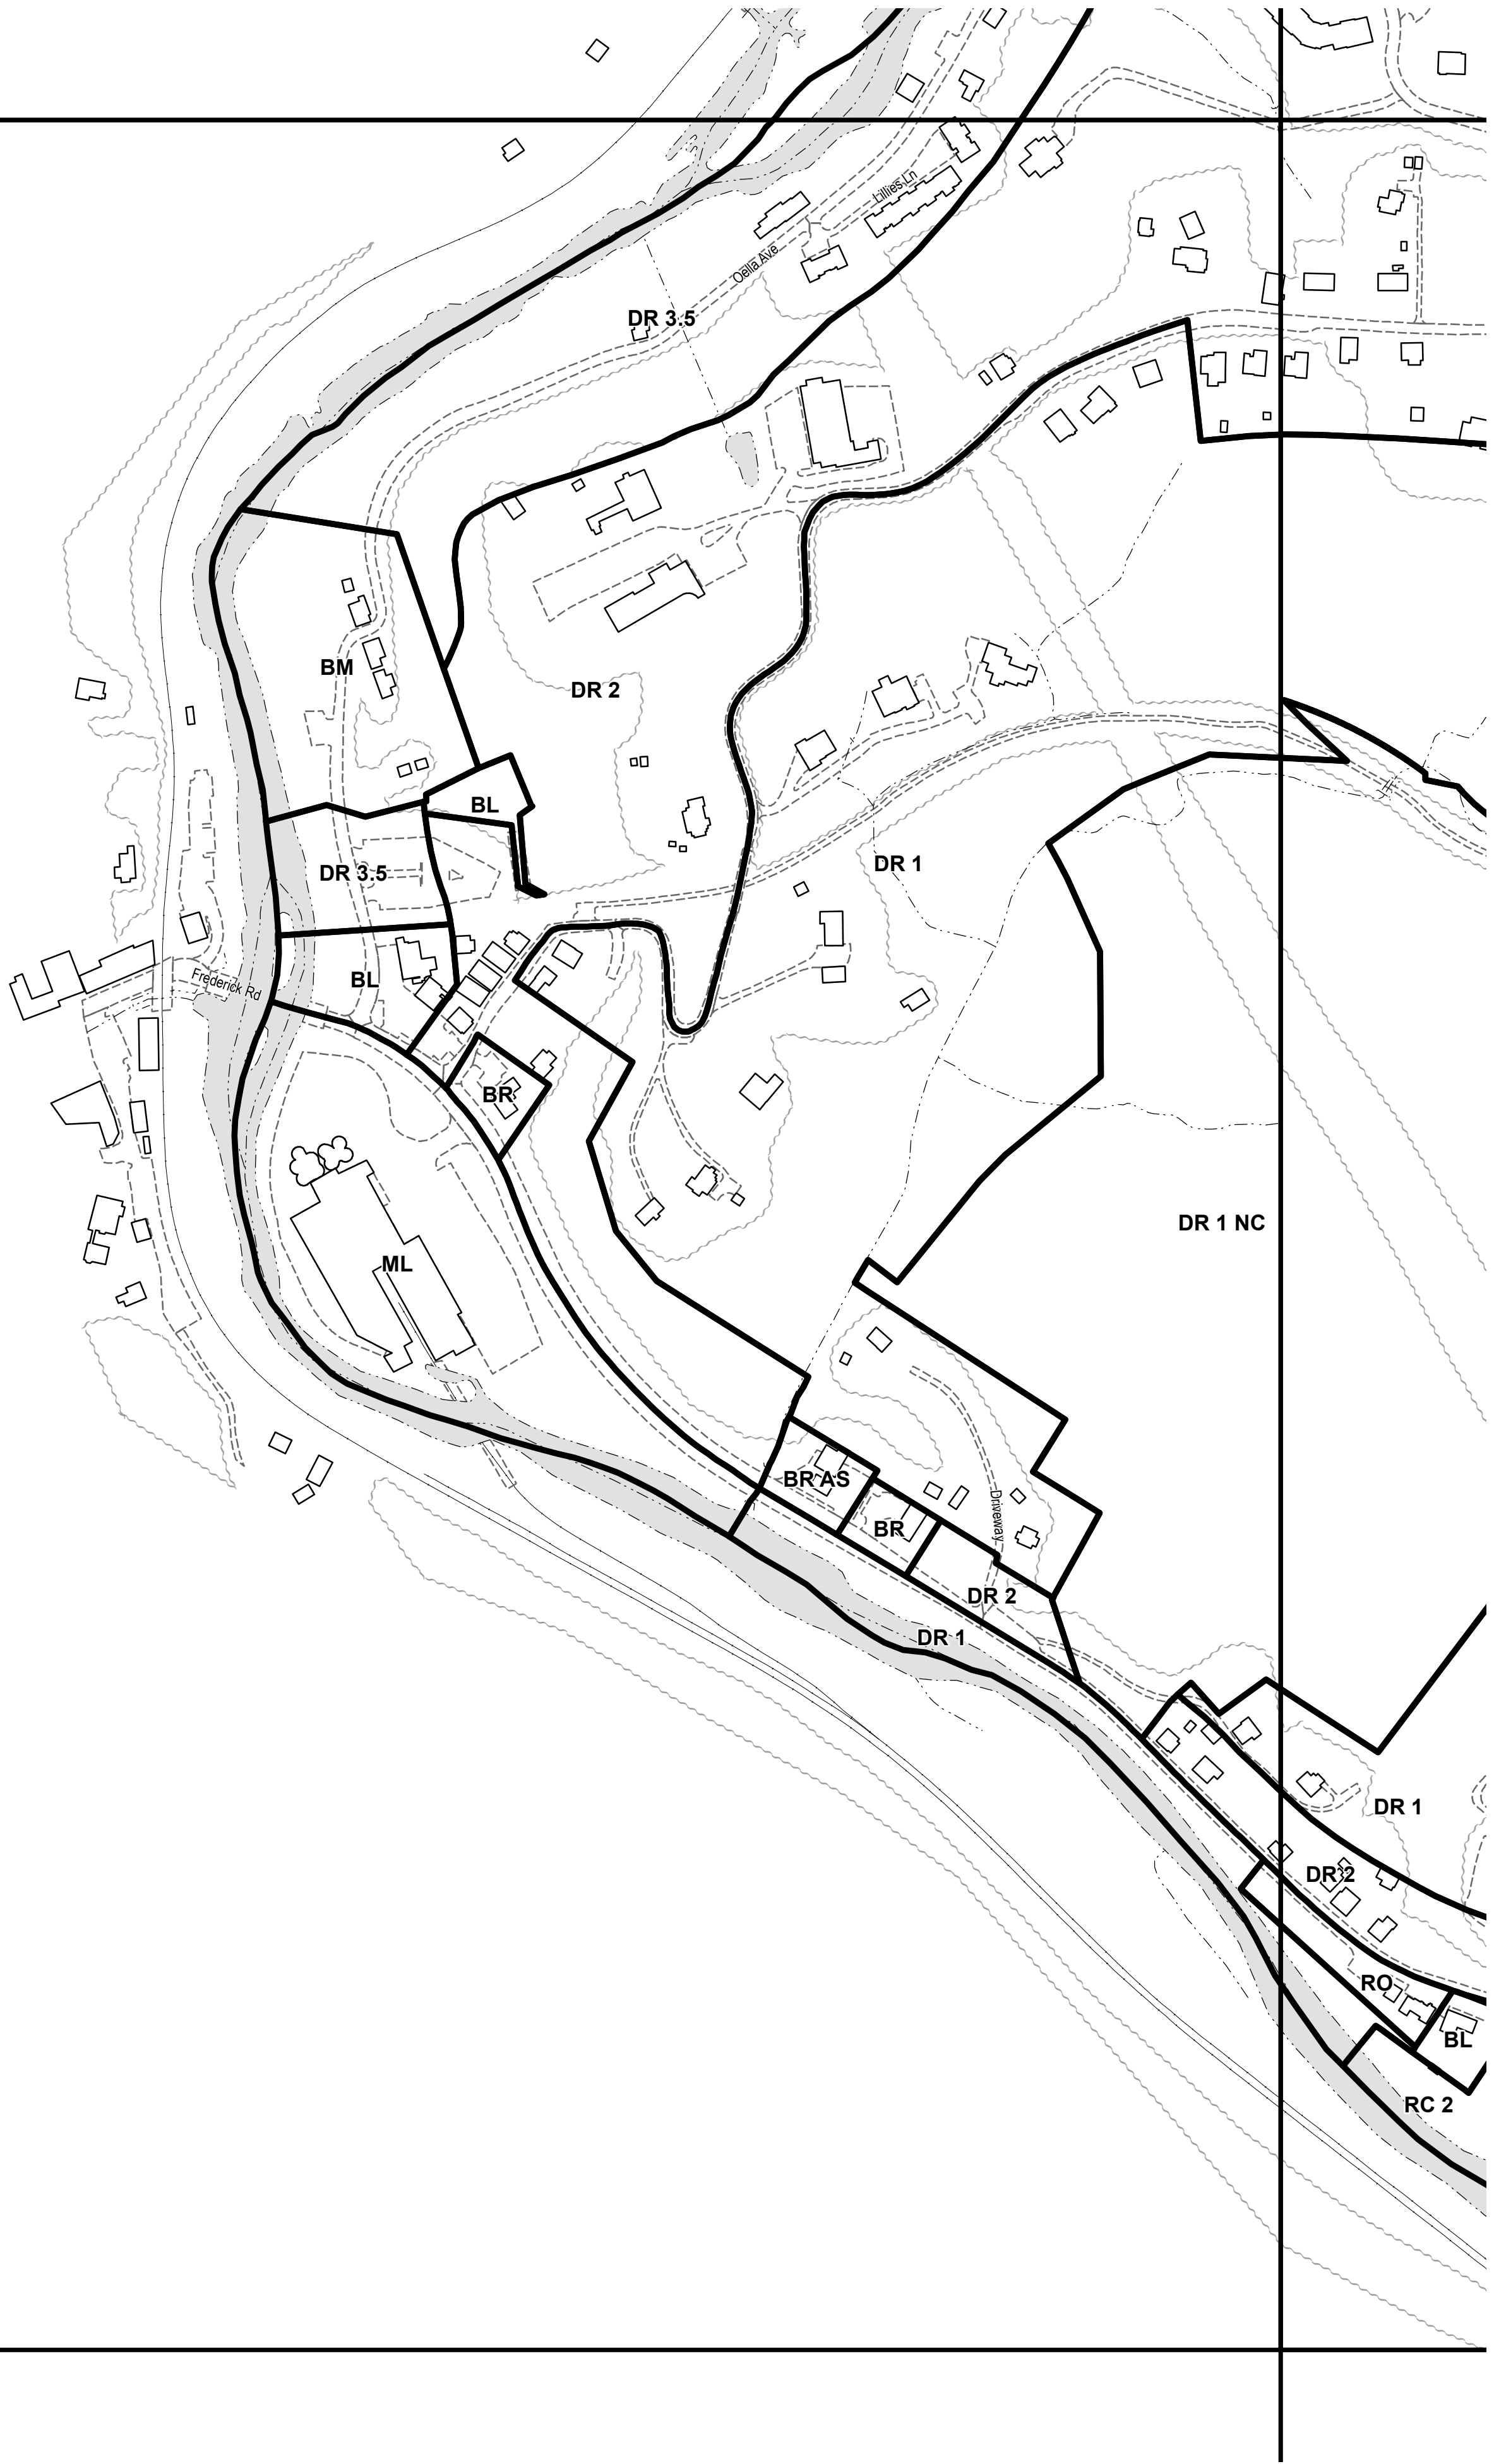 Lillies Ln
Oella Ave
DR 3.5
BM
DR 2
BL
DR 3.5
DR 1
BL
Frederick Rd
BR
DR 1 NC
ML
BR AS
Driveway
BR
DR 2
DR 1
DR 1
DR 2
RO
BL
RC 2